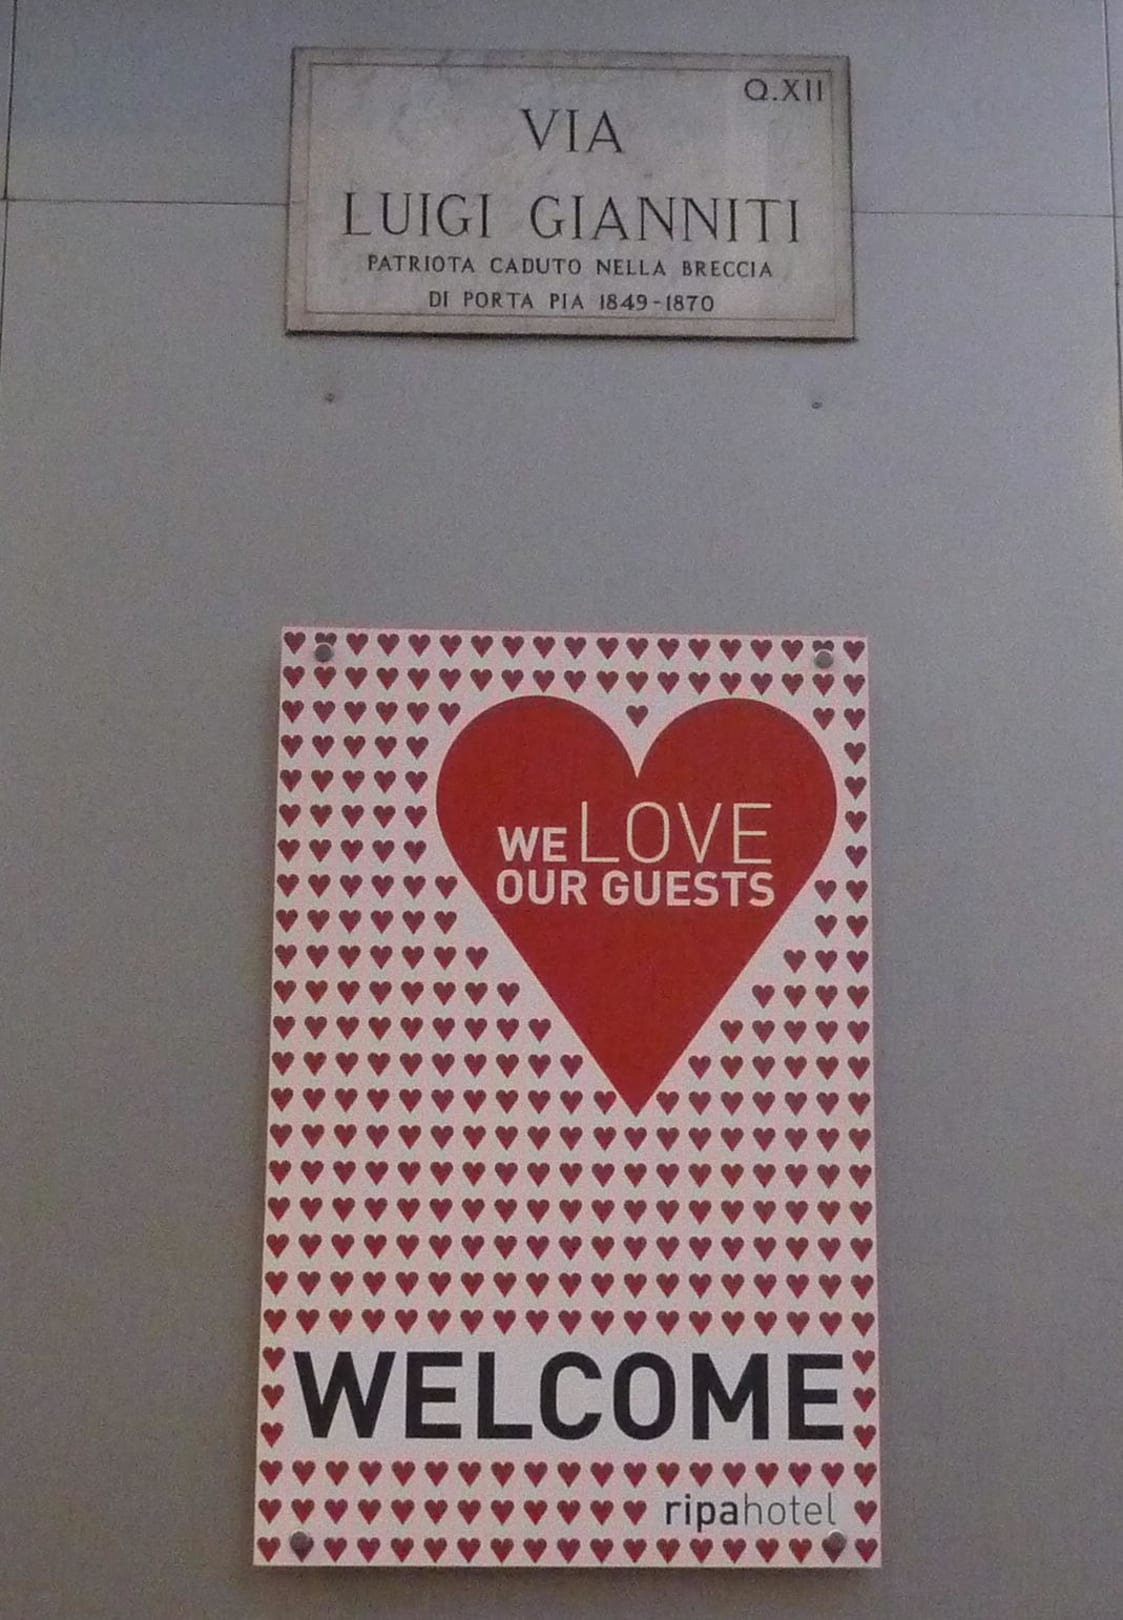 Q.XII
VIA
LUIGI GIANNITI
PATRIOTA CADUTO NELLA BRECCIA
DI PORTA PIA 1849-1870
WE LOVE
OUR GUESTS
WELCOME
ripahotel